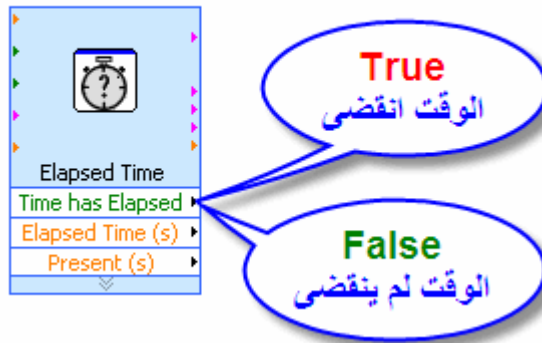 ?
True
الوقت انقضى
Elapsed Time
Time has Elapsed
Elapsed Time (s)
Present (s)
False
الوقت لم ينقضى